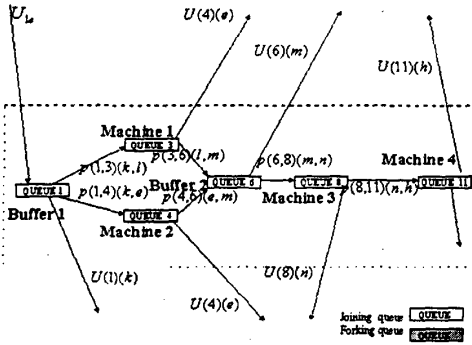 U(4)(e)
U(6)(m)
U(11)(h)
Machine 1
QUEUE 3
p(1,3)(k,i)
p(3,6)(i,m)
p(6,8)(m,n)
Machine 4
QUEUE 1
p(1,4)(k,e)
Buffer 2
QUEUE 6
QUEUE 8
p(8,11)(n,h)
QUEUE 11
Buffer 1
p(4,6)(e,m)
Machine 3
QUEUE 4
Machine 2
U(1)(k)
U(4)(e)
U(8)(n)
Joining queue QUEUE
Forking queue QUEUE